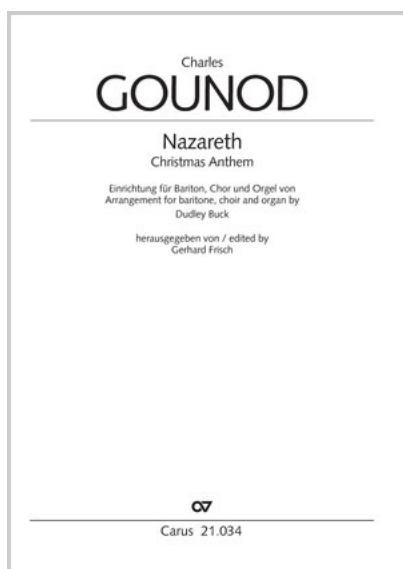 Charles
GOUNOD
Nazareth
Christmas Anthem
Einrichtung für Bariton, Chor und Orgel von
Arrangement for baritone, choir and organ by
Dudley Buck
herausgegeben von / edited by
Gerhard Frisch
Carus 21.034